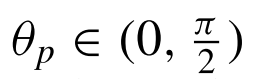 θ_p ∈ (0, π/2)